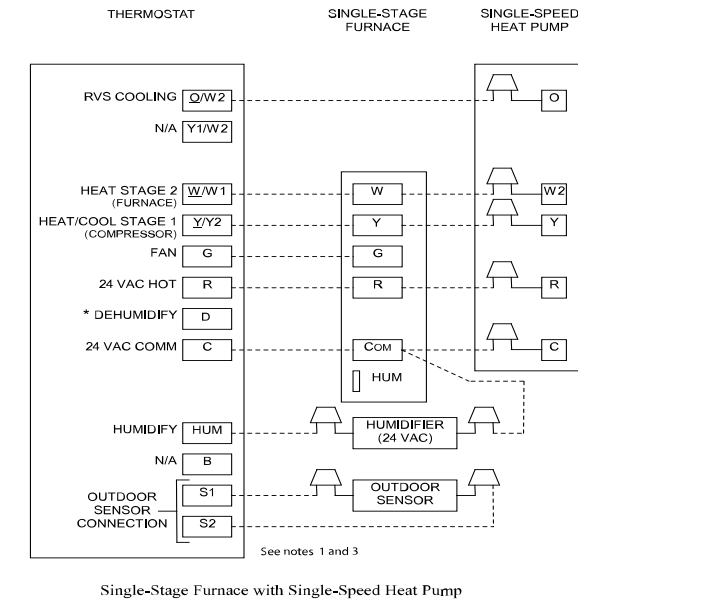 THERMOSTAT
SINGLE-STAGE
FURNACE
SINGLE-SPEED
HEAT PUMP
RVS COOLING O/W2
O
N/A Y1/W2
HEAT STAGE 2
(FURNACE)
W/W1
W
W2
HEAT/COOL STAGE 1
(COMPRESSOR)
Y/Y2
Y
Y
FAN G
G
24 VAC HOT R
R
R
* DEHUMIDIFY D
24 VAC COMM C
COM
C
HUM
HUMIDIFY HUM
HUMIDIFIER
(24 VAC)
N/A B
OUTDOOR
SENSOR
CONNECTION
S1
S2
OUTDOOR
SENSOR
See notes 1 and 3
Single-Stage Furnace with Single-Speed Heat Pump